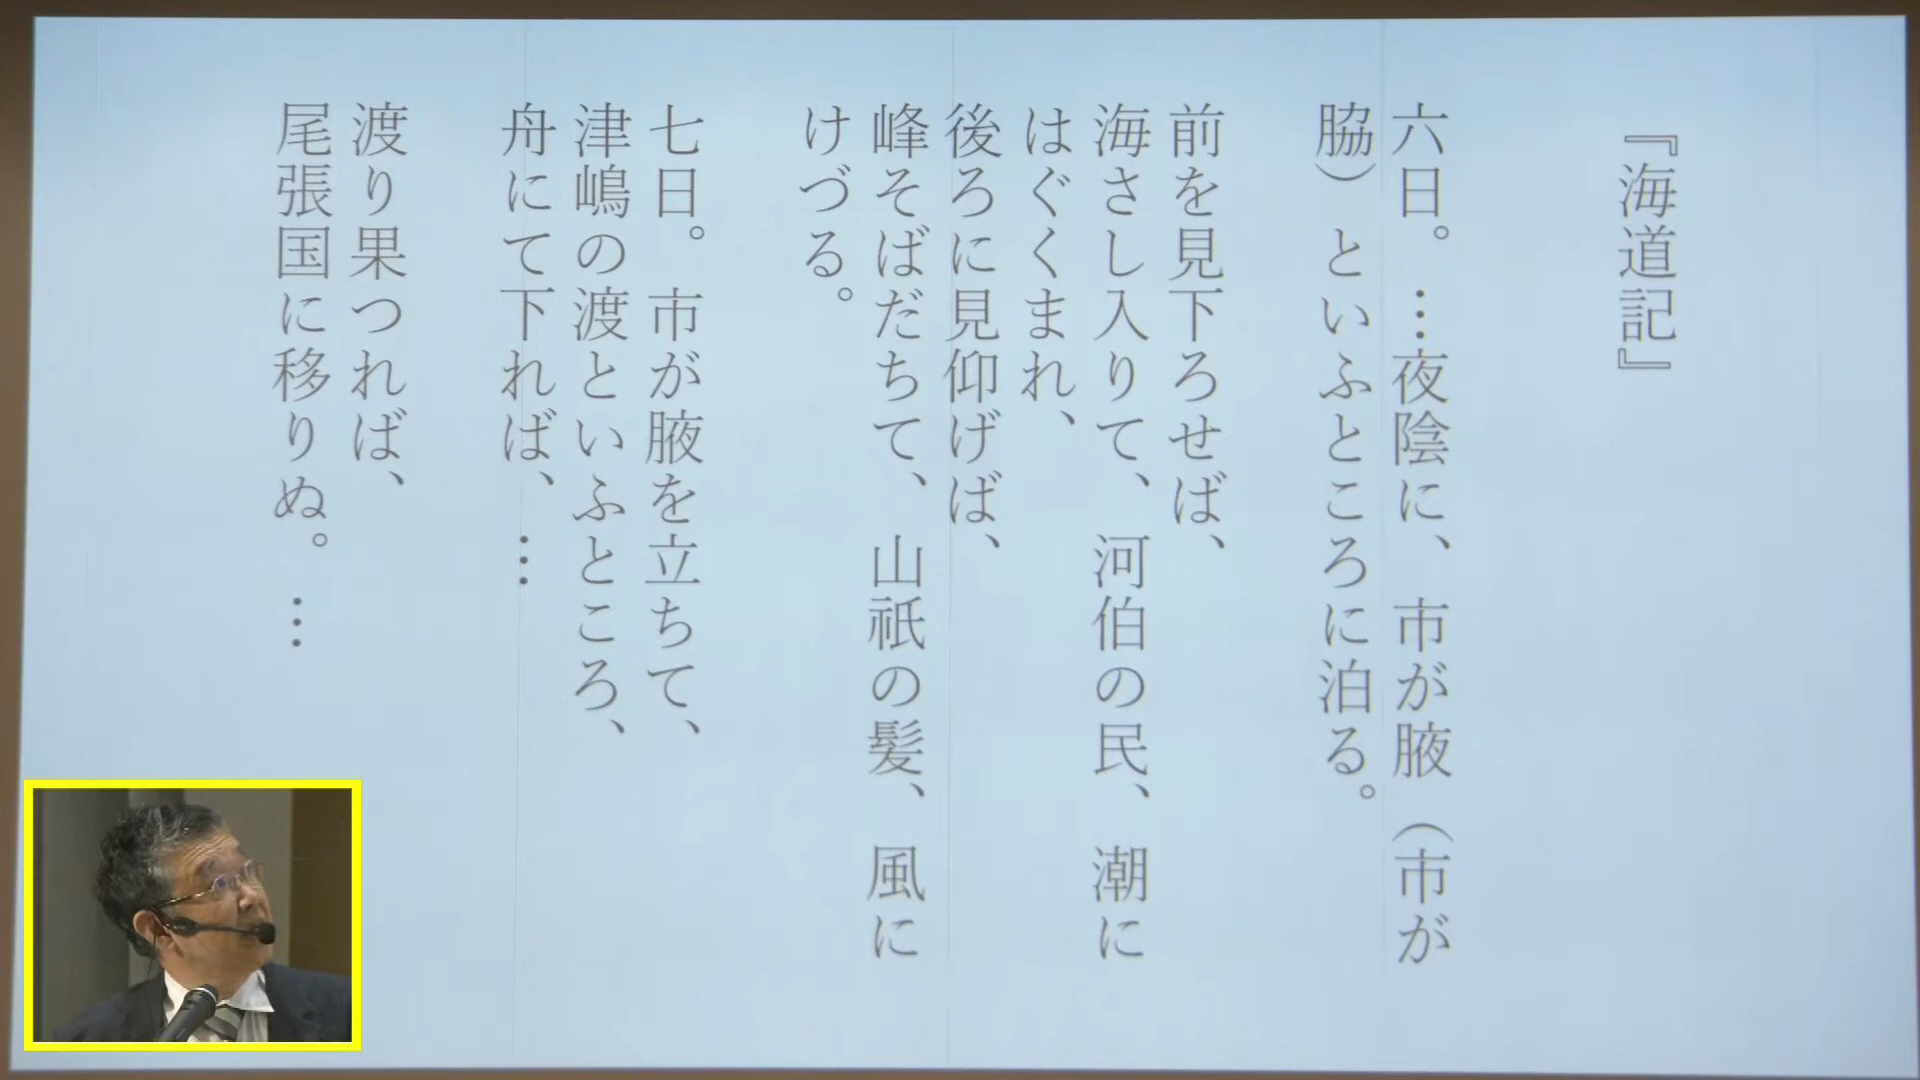 『海道記』
六日。…夜陰に、市が腋（市が
脇）といふところに泊る。
前を見下ろせば、
海さし入りて、河伯の民、潮に
はぐくまれ、
後ろに見仰げば、
峰そばだちて、山祇の髪、風に
けづる。
七日。市が腋を立ちて、
津嶋の渡といふところ、
舟にて下れば、…
渡り果つれば、
尾張国に移りぬ。…